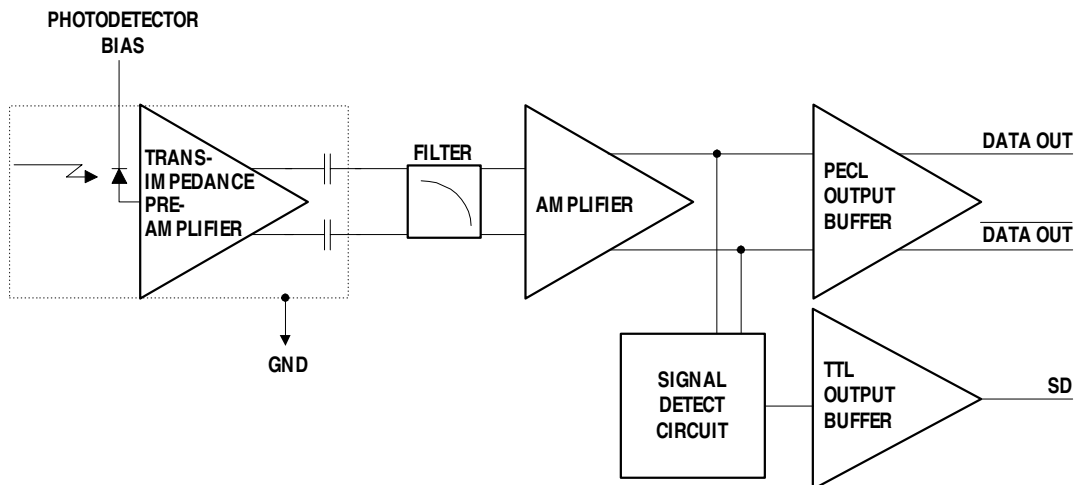 PHOTODETECTOR
BIAS
TRANS-
IMPEDANCE
PRE-
AMPLIFIER
FILTER
AMPLIFIER
PECL
OUTPUT
BUFFER
DATA OUT
DATA OUT
GND
SIGNAL
DETECT
CIRCUIT
TTL
OUTPUT
BUFFER
SD